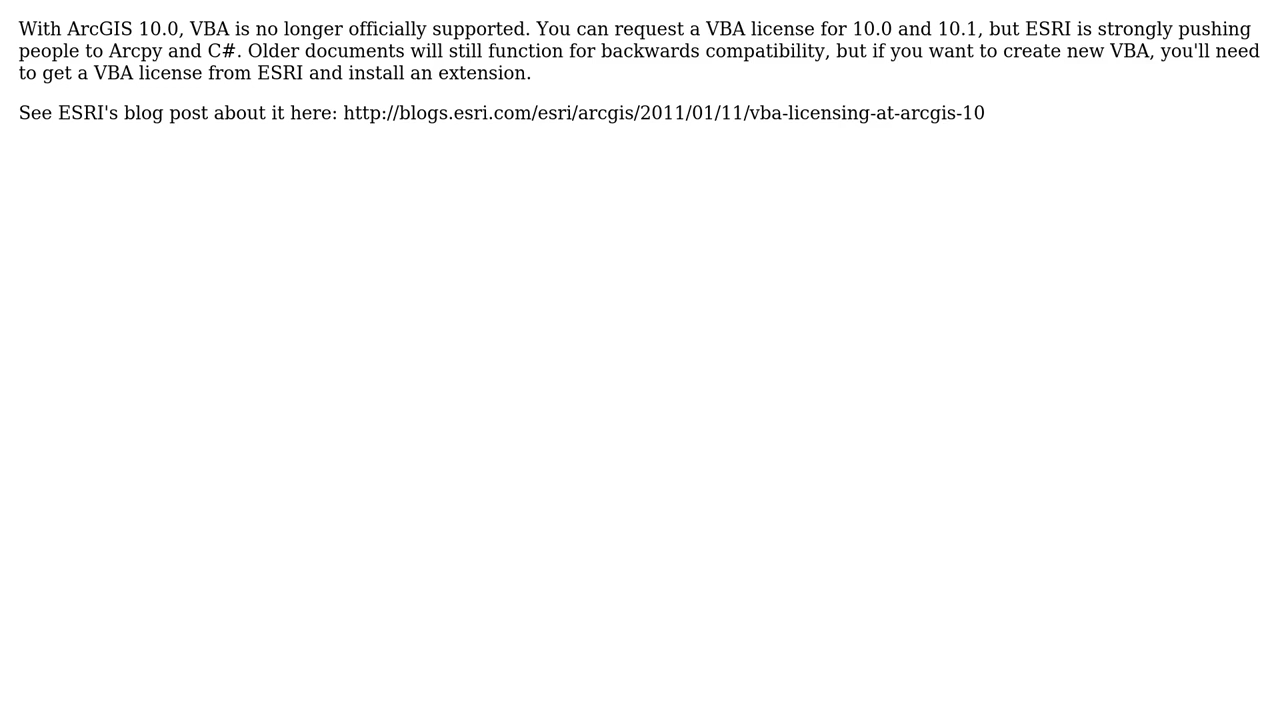 With ArcGIS 10.0, VBA is no longer officially supported. You can request a VBA license for 10.0 and 10.1, but ESRI is strongly pushing
people to Arcpy and C#. Older documents will still function for backwards compatibility, but if you want to create new VBA, you'll need
to get a VBA license from ESRI and install an extension.
See ESRI's blog post about it here: http://blogs.esri.com/esri/arcgis/2011/01/11/vba-licensing-at-arcgis-10